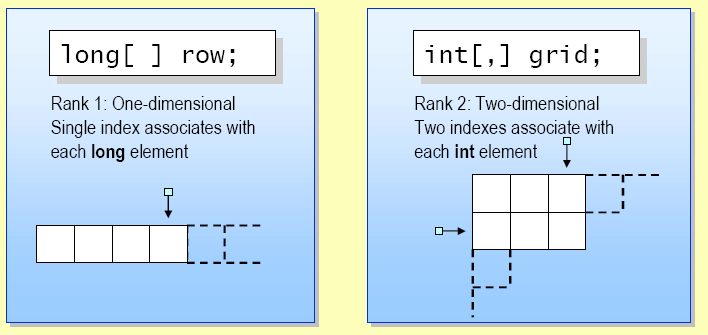 long[ ] row;
Rank 1: One-dimensional
Single index associates with
each long element
int[,] grid;
Rank 2: Two-dimensional
Two indexes associate with
each int element